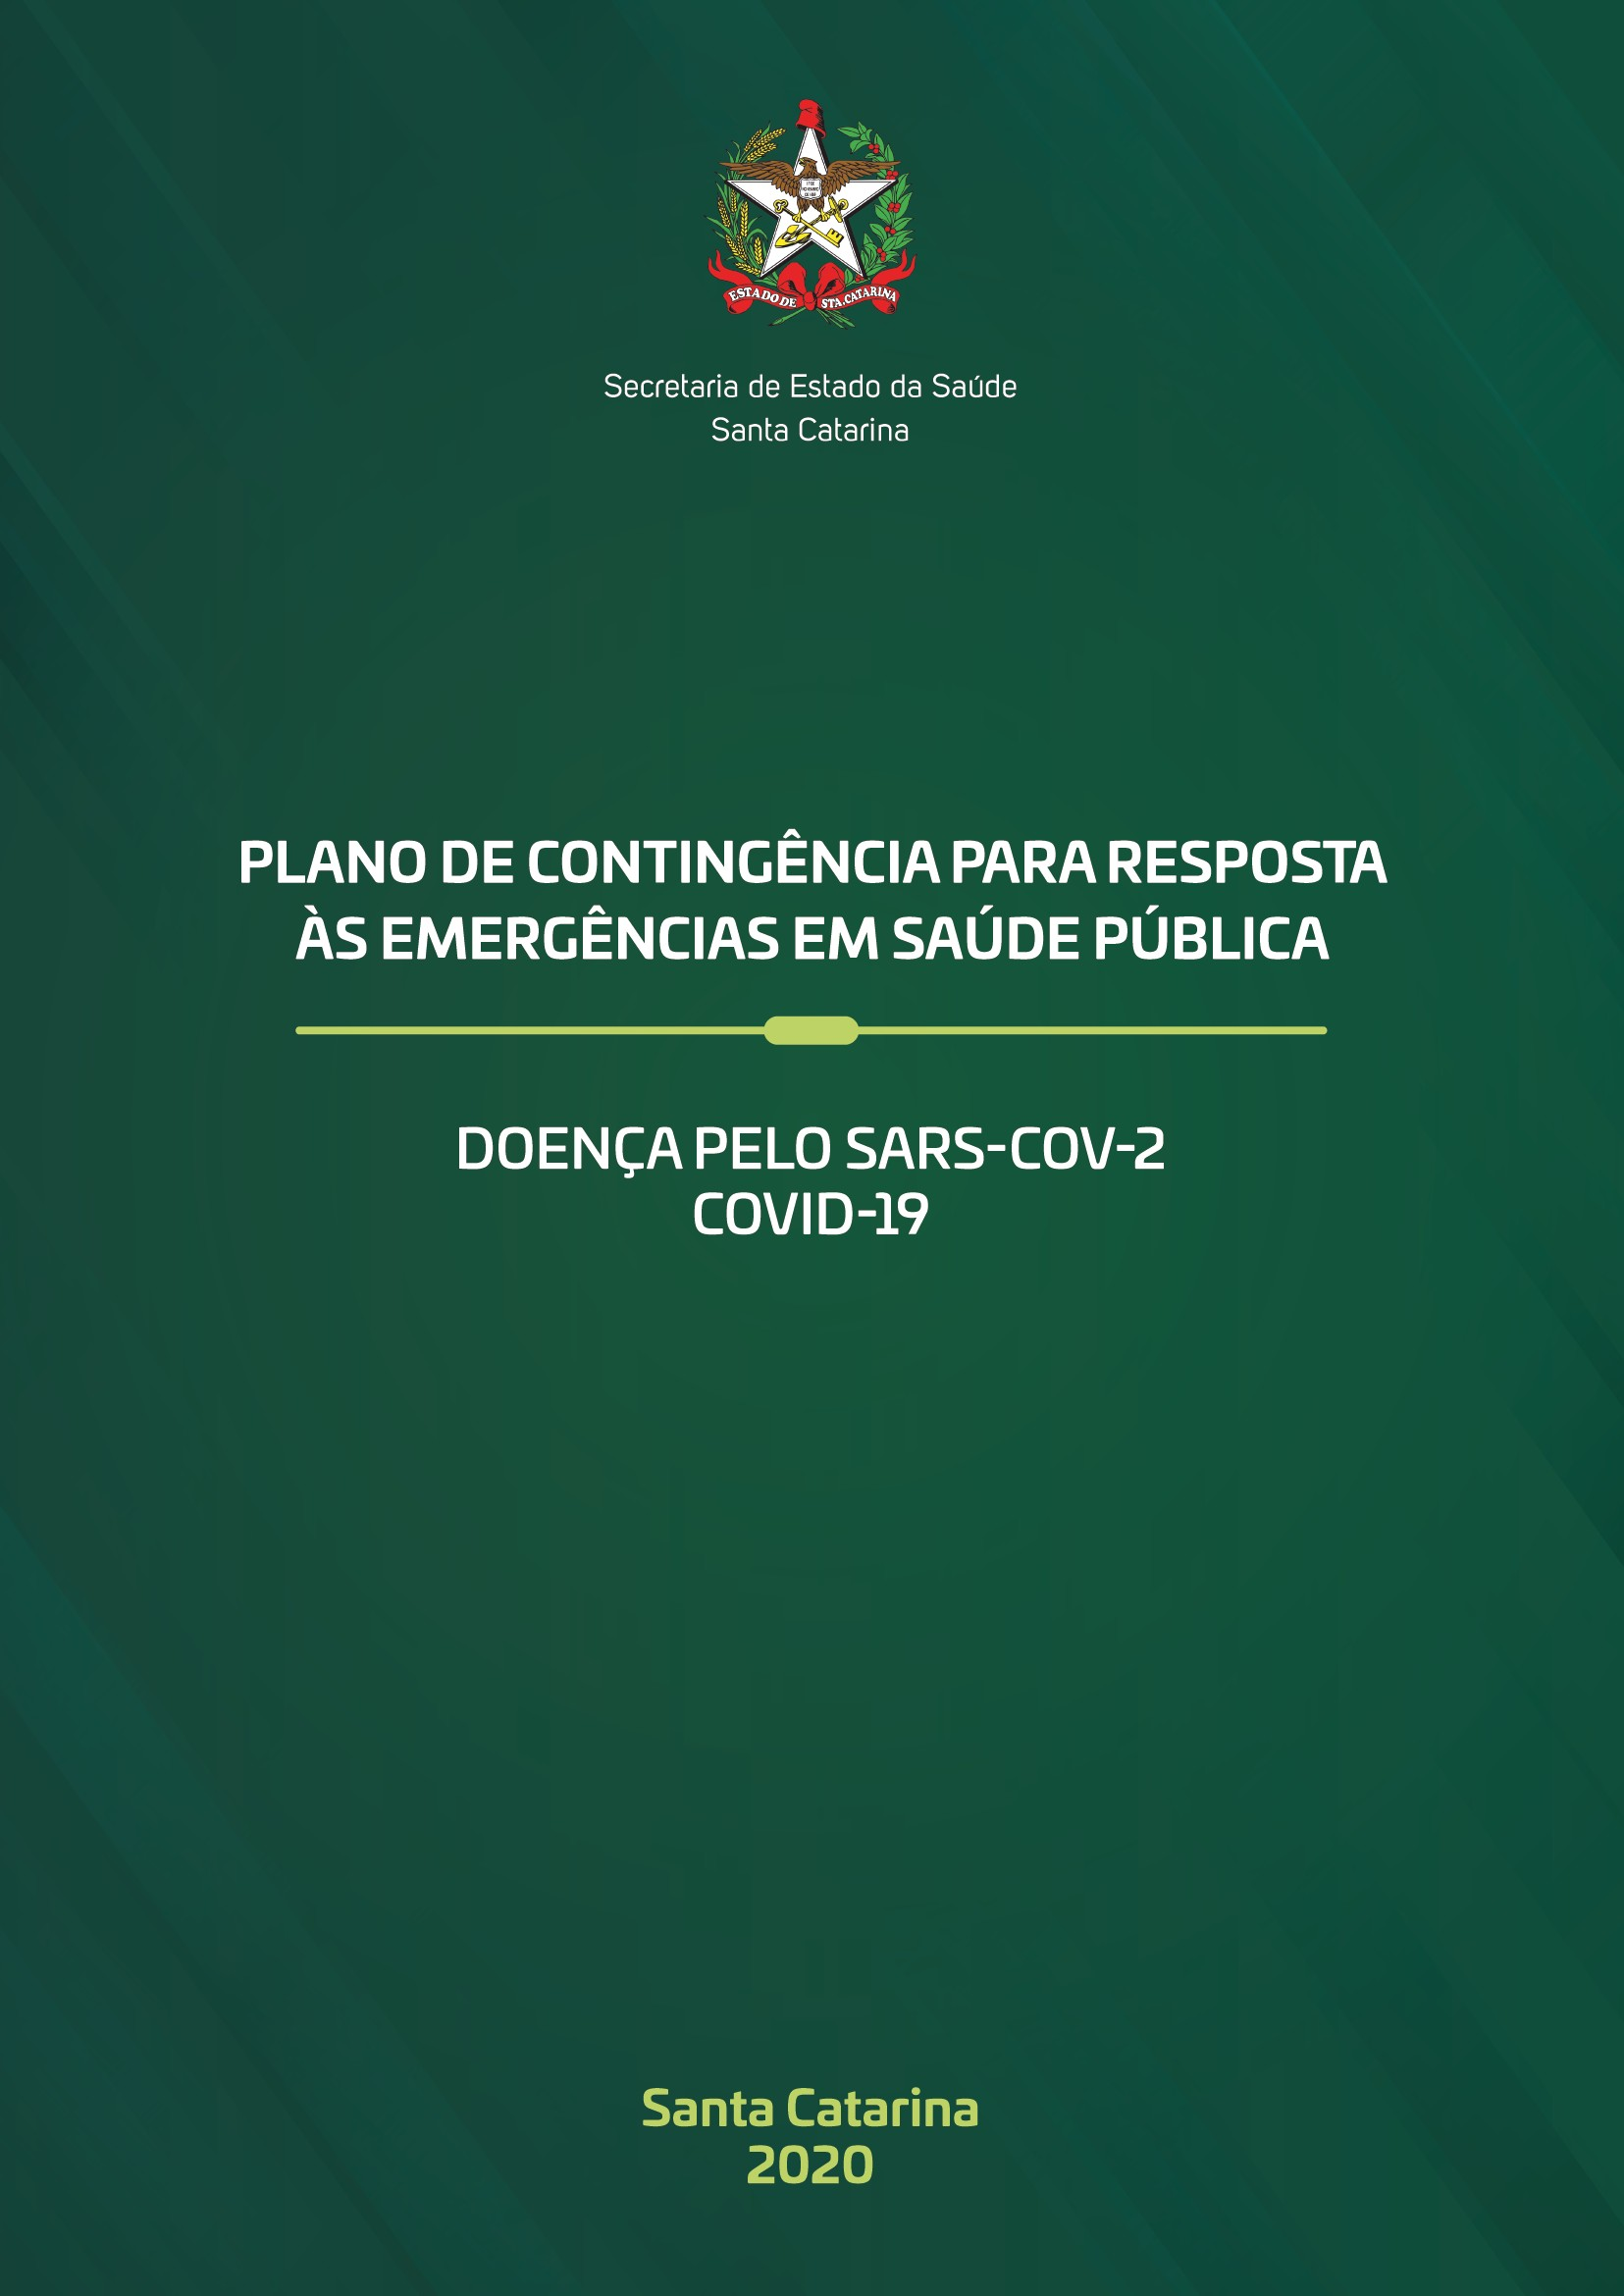 ESTADO DE STA. CATARINA
Secretaria de Estado da Saúde
Santa Catarina
PLANO DE CONTINGÊNCIA PARA RESPOSTA
ÀS EMERGÊNCIAS EM SAÚDE PÚBLICA
DOENÇA PELO SARS-COV-2
COVID-19
Santa Catarina
2020